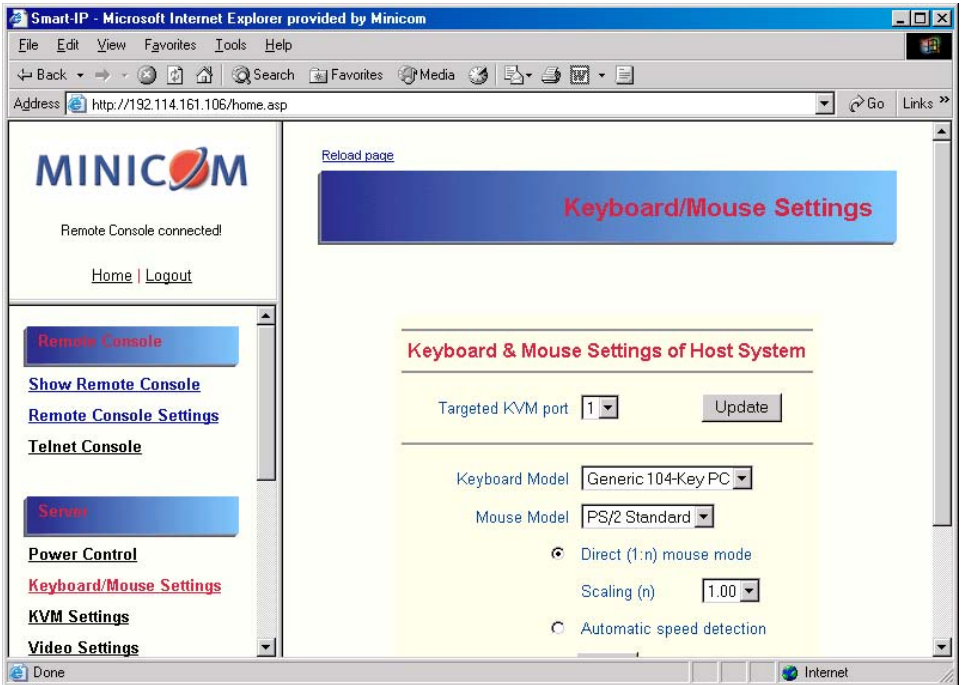 Smart-IP - Microsoft Internet Explorer provided by Minicom
File Edit View Favorites Tools Help
Back Search Favorites Media
Address http://192.114.161.106/home.asp Go Links »
MINICOM
Remote Console connected!
Home | Logout
Remote Console
Show Remote Console
Remote Console Settings
Telnet Console
Server
Power Control
Keyboard/Mouse Settings
KVM Settings
Video Settings
Reload page
Keyboard/Mouse Settings
Keyboard & Mouse Settings of Host System
Targeted KVM port 1 Update
Keyboard Model Generic 104-Key PC
Mouse Model PS/2 Standard
Direct (1:n) mouse mode
Scaling (n) 1.00
Automatic speed detection
Done Internet